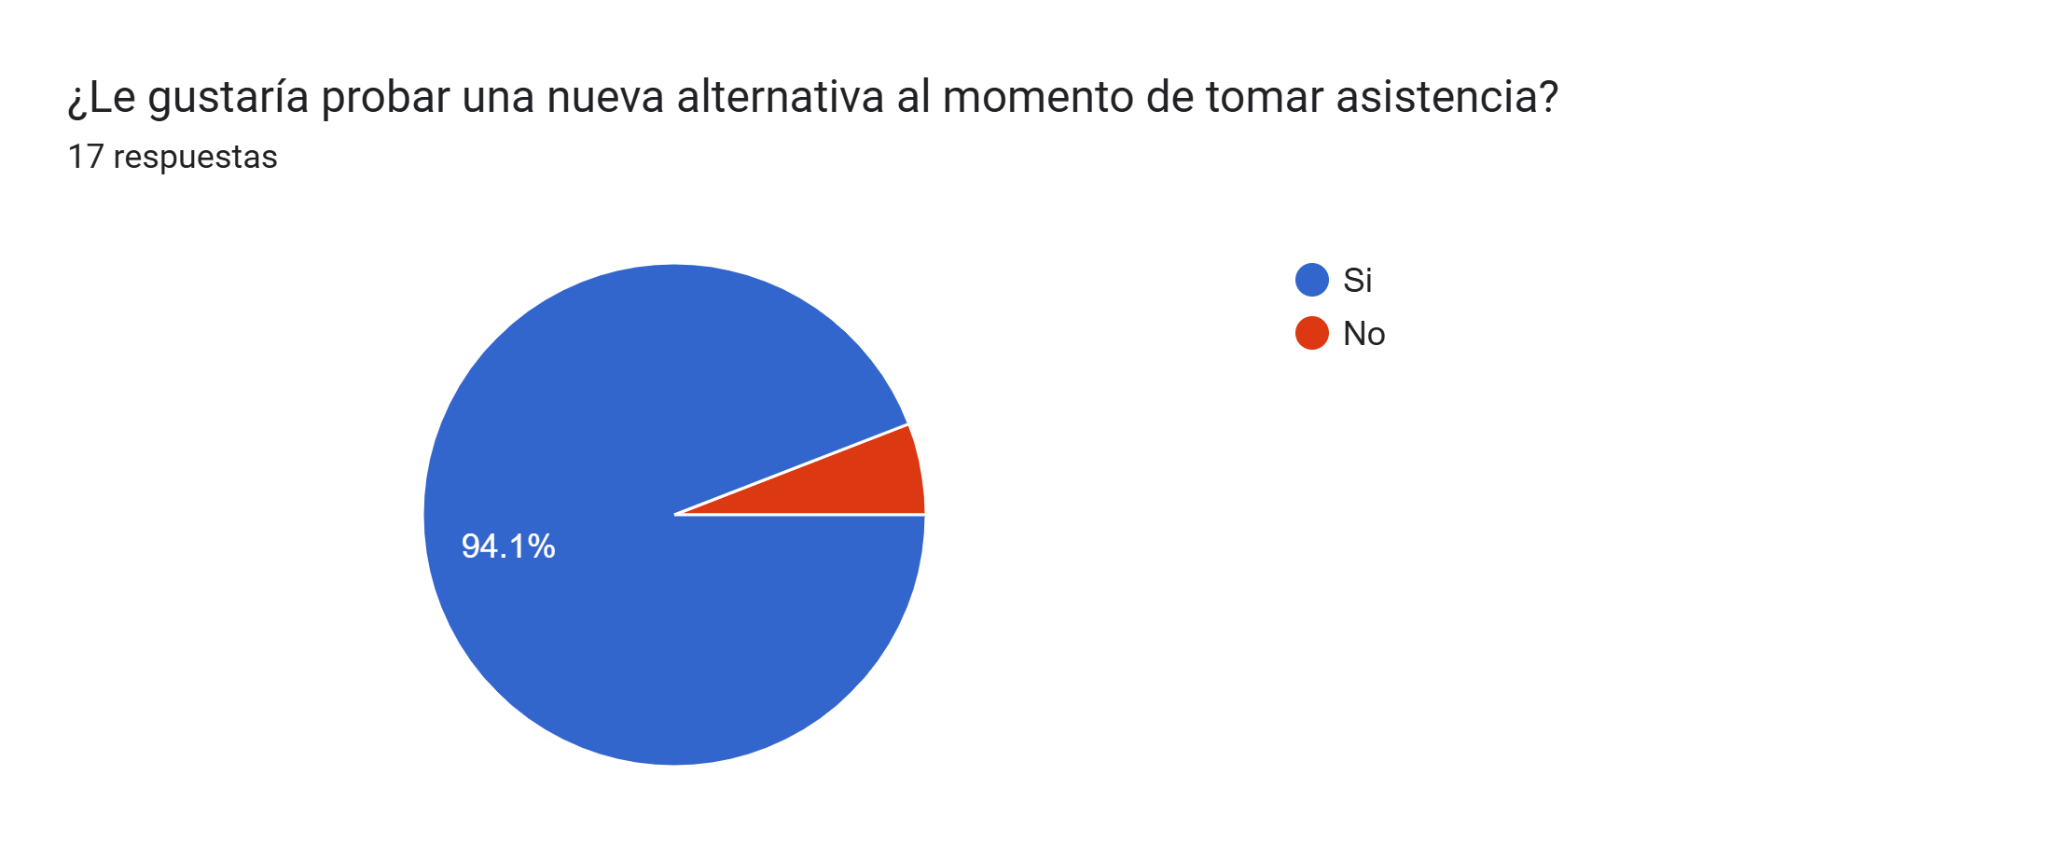 ¿Le gustaría probar una nueva alternativa al momento de tomar asistencia?
17 respuestas
Si
No
94.1%